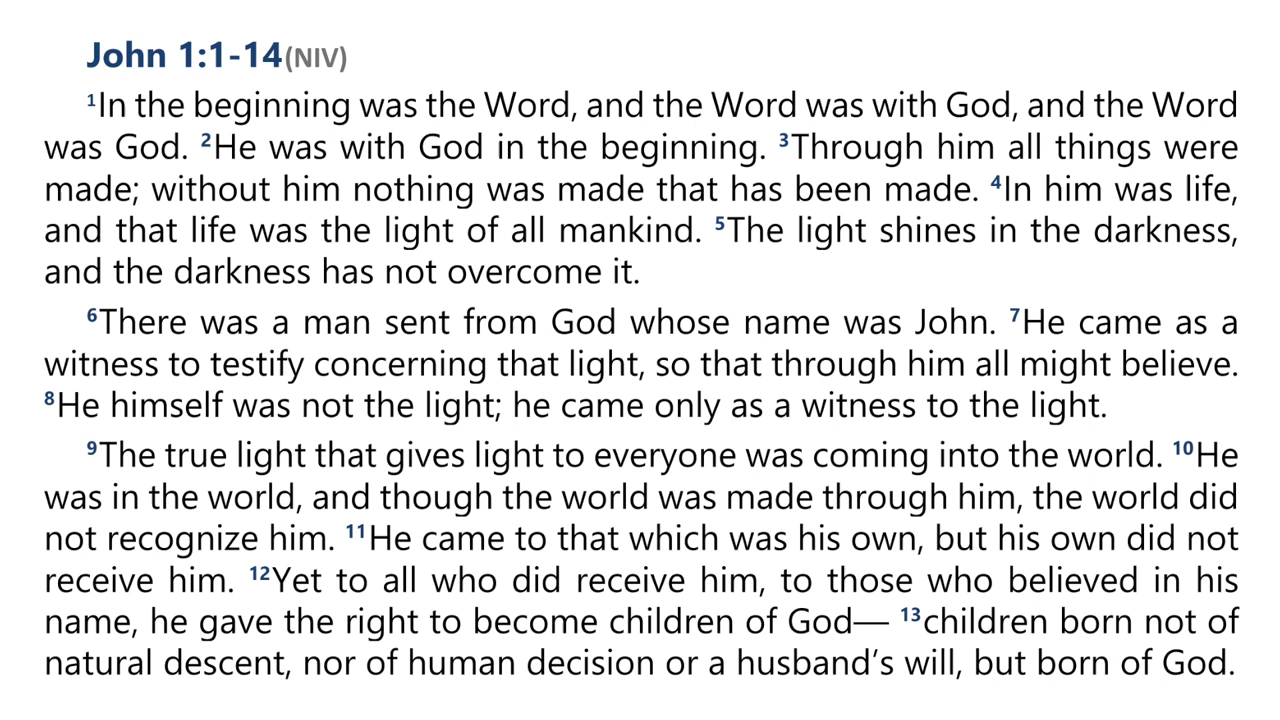 John 1:1-14(NIV)
¹In the beginning was the Word, and the Word was with God, and the Word
was God. ²He was with God in the beginning. ³Through him all things were
made; without him nothing was made that has been made. ⁴In him was life,
and that life was the light of all mankind. ⁵The light shines in the darkness,
and the darkness has not overcome it.
⁶There was a man sent from God whose name was John. ⁷He came as a
witness to testify concerning that light, so that through him all might believe.
⁸He himself was not the light; he came only as a witness to the light.
⁹The true light that gives light to everyone was coming into the world. ¹⁰He
was in the world, and though the world was made through him, the world did
not recognize him. ¹¹He came to that which was his own, but his own did not
receive him. ¹²Yet to all who did receive him, to those who believed in his
name, he gave the right to become children of God— ¹³children born not of
natural descent, nor of human decision or a husband’s will, but born of God.